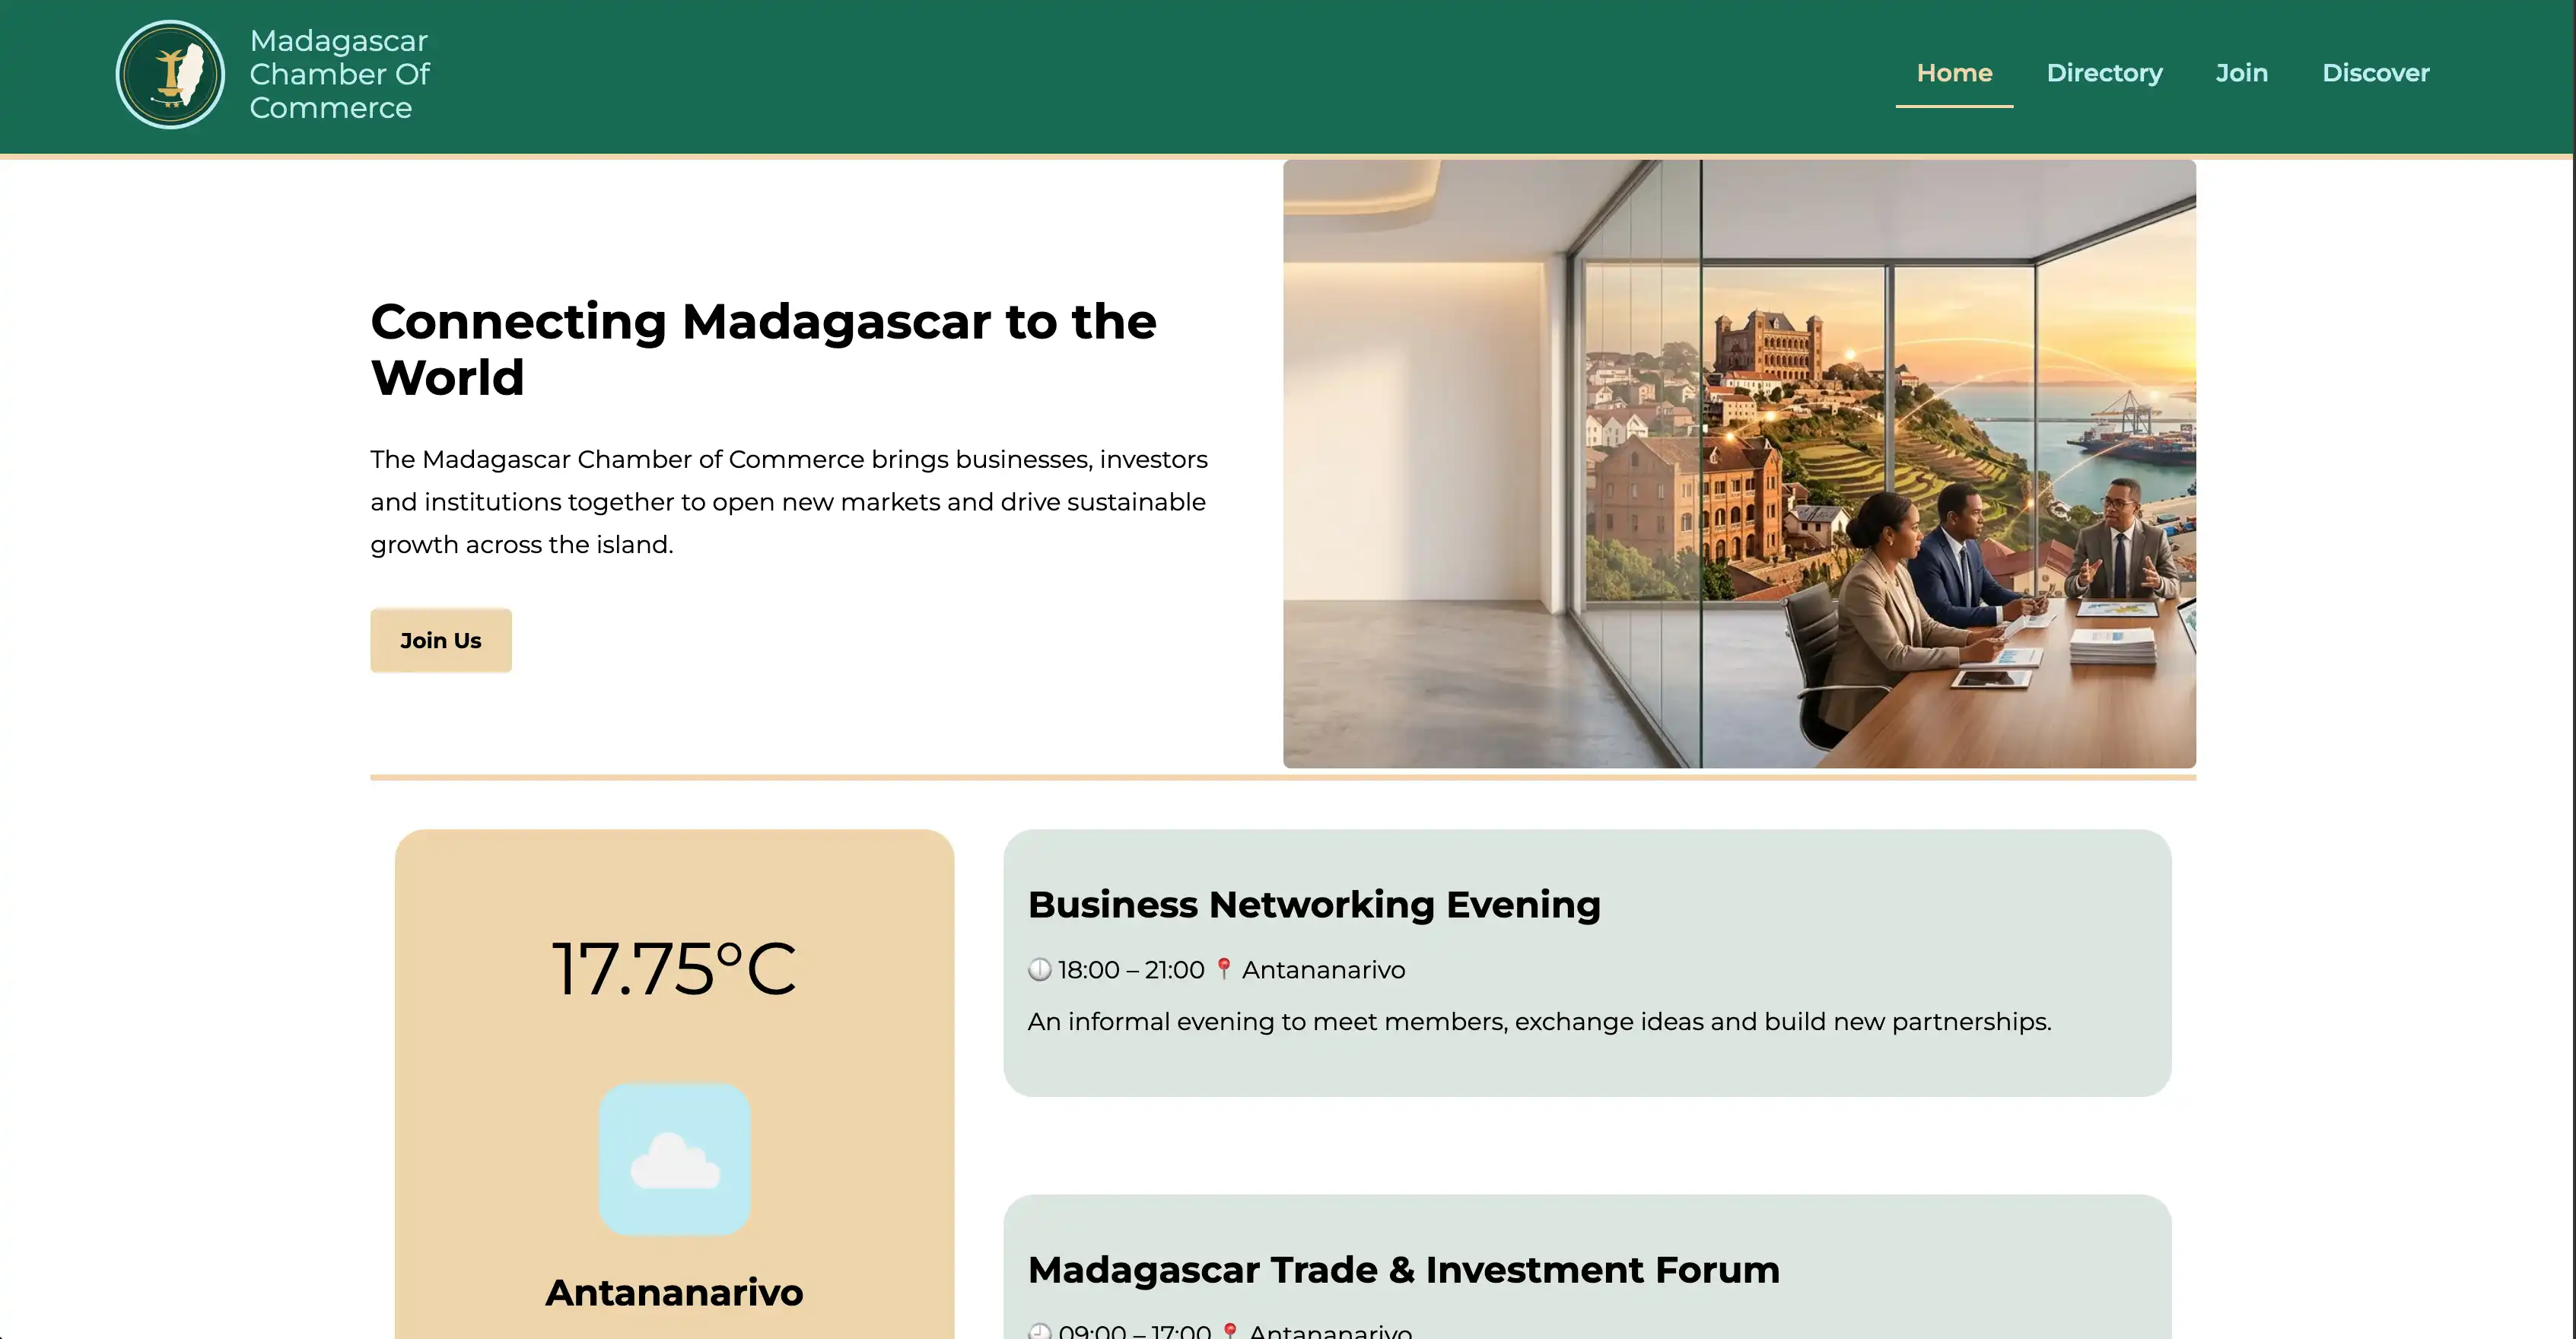 Madagascar
Chamber Of
Commerce
Home
Directory
Join
Discover
Connecting Madagascar to the
World
The Madagascar Chamber of Commerce brings businesses, investors
and institutions together to open new markets and drive sustainable
growth across the island.
Join Us
17.75°C
Antananarivo
Business Networking Evening
🕕 18:00 – 21:00 📍 Antananarivo
An informal evening to meet members, exchange ideas and build new partnerships.
Madagascar Trade & Investment Forum
🕘 09:00 – 17:00 📍 Antananarivo